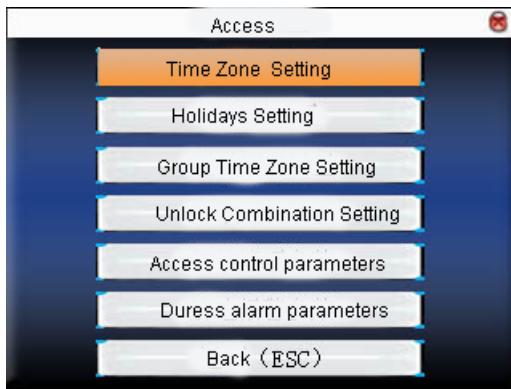 Access
Time Zone Setting
Holidays Setting
Group Time Zone Setting
Unlock Combination Setting
Access control parameters
Duress alarm parameters
Back (ESC)